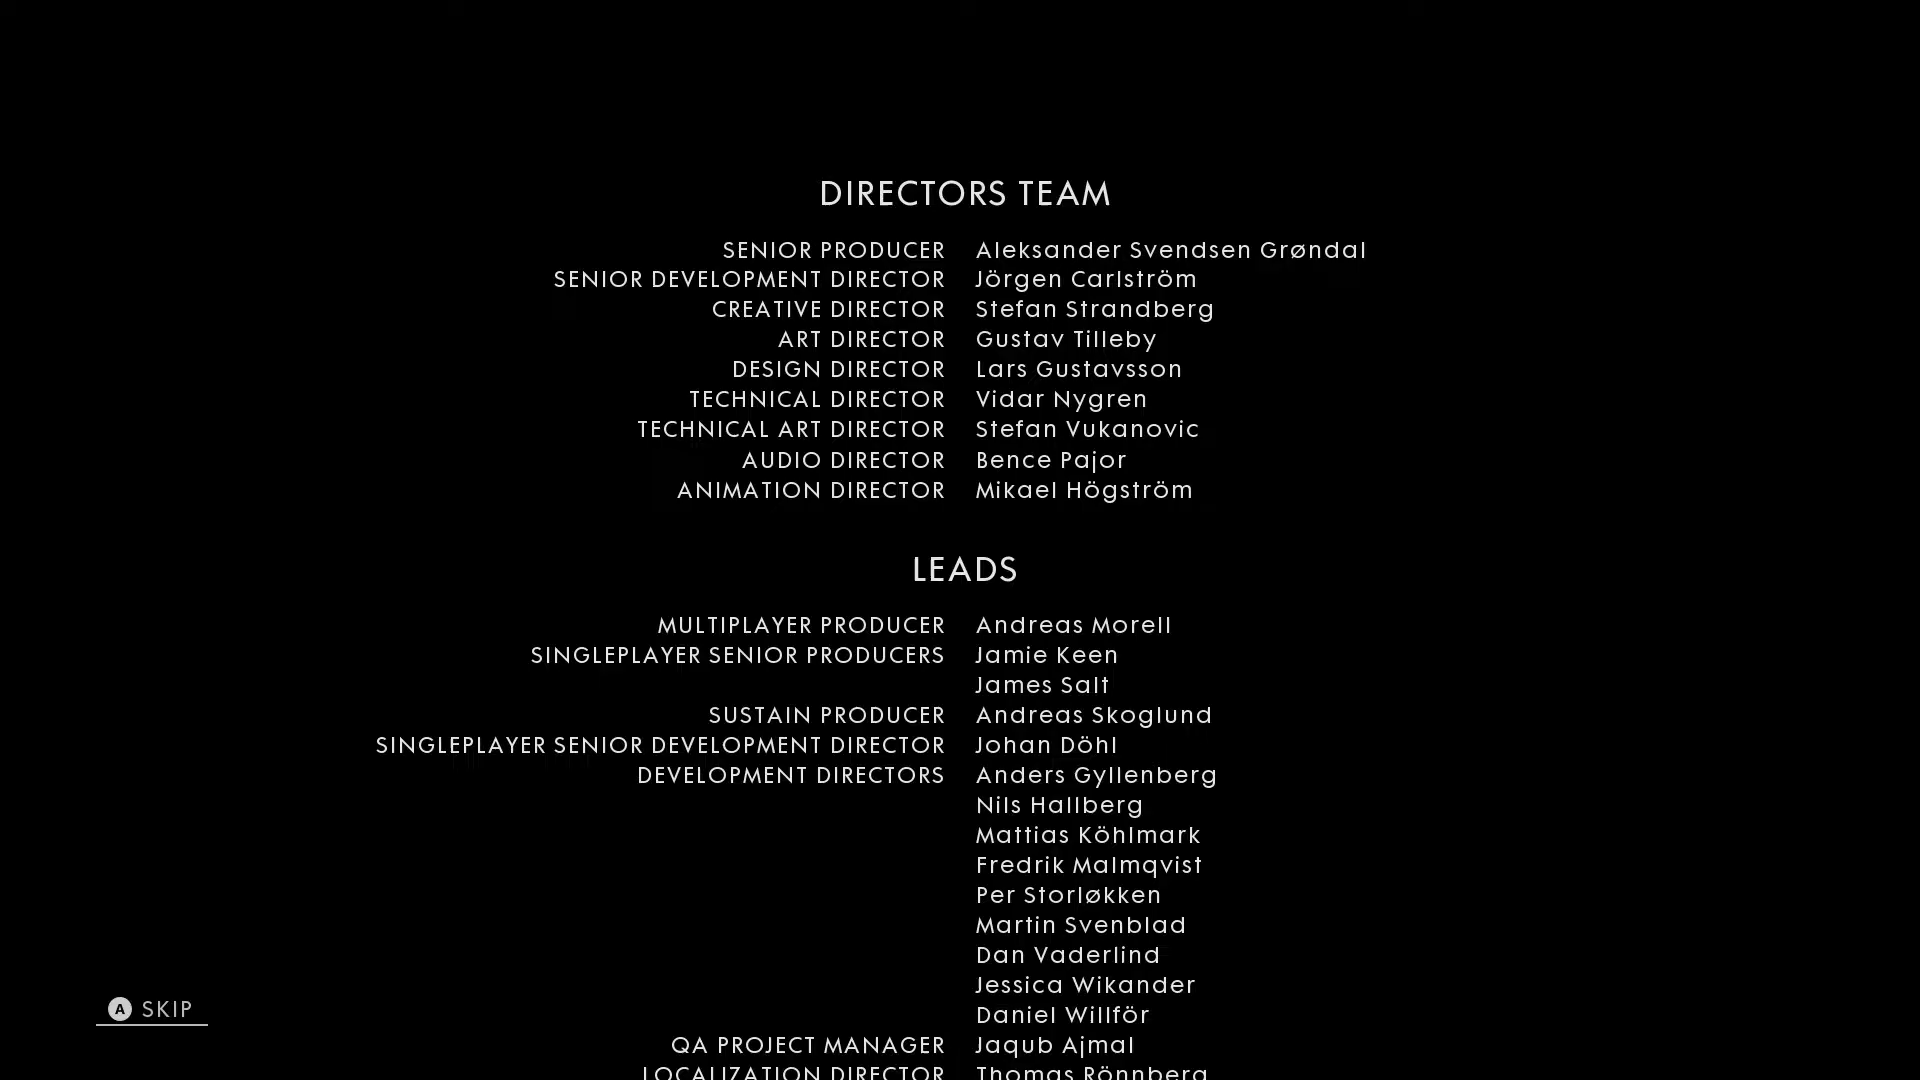 DIRECTORS TEAM
SENIOR PRODUCER Aleksander Svendsen Grøndal
SENIOR DEVELOPMENT DIRECTOR Jörgen Carlström
CREATIVE DIRECTOR Stefan Strandberg
ART DIRECTOR Gustav Tilleby
DESIGN DIRECTOR Lars Gustavsson
TECHNICAL DIRECTOR Vidar Nygren
TECHNICAL ART DIRECTOR Stefan Vukanovic
AUDIO DIRECTOR Bence Pajor
ANIMATION DIRECTOR Mikael Högström
LEADS
MULTIPLAYER PRODUCER Andreas Morell
SINGLEPLAYER SENIOR PRODUCERS Jamie Keen
James Salt
SUSTAIN PRODUCER Andreas Skoglund
SINGLEPLAYER SENIOR DEVELOPMENT DIRECTOR Johan Döhl
DEVELOPMENT DIRECTORS Anders Gyllenberg
Nils Hallberg
Mattias Köhlmark
Fredrik Malmqvist
Per Storløkken
Martin Svenblad
Dan Vaderlind
Jessica Wikander
Daniel Willför
A SKIP
QA PROJECT MANAGER Jaqub Ajmal
LOCALIZATION DIRECTOR Thomas Rönnberg